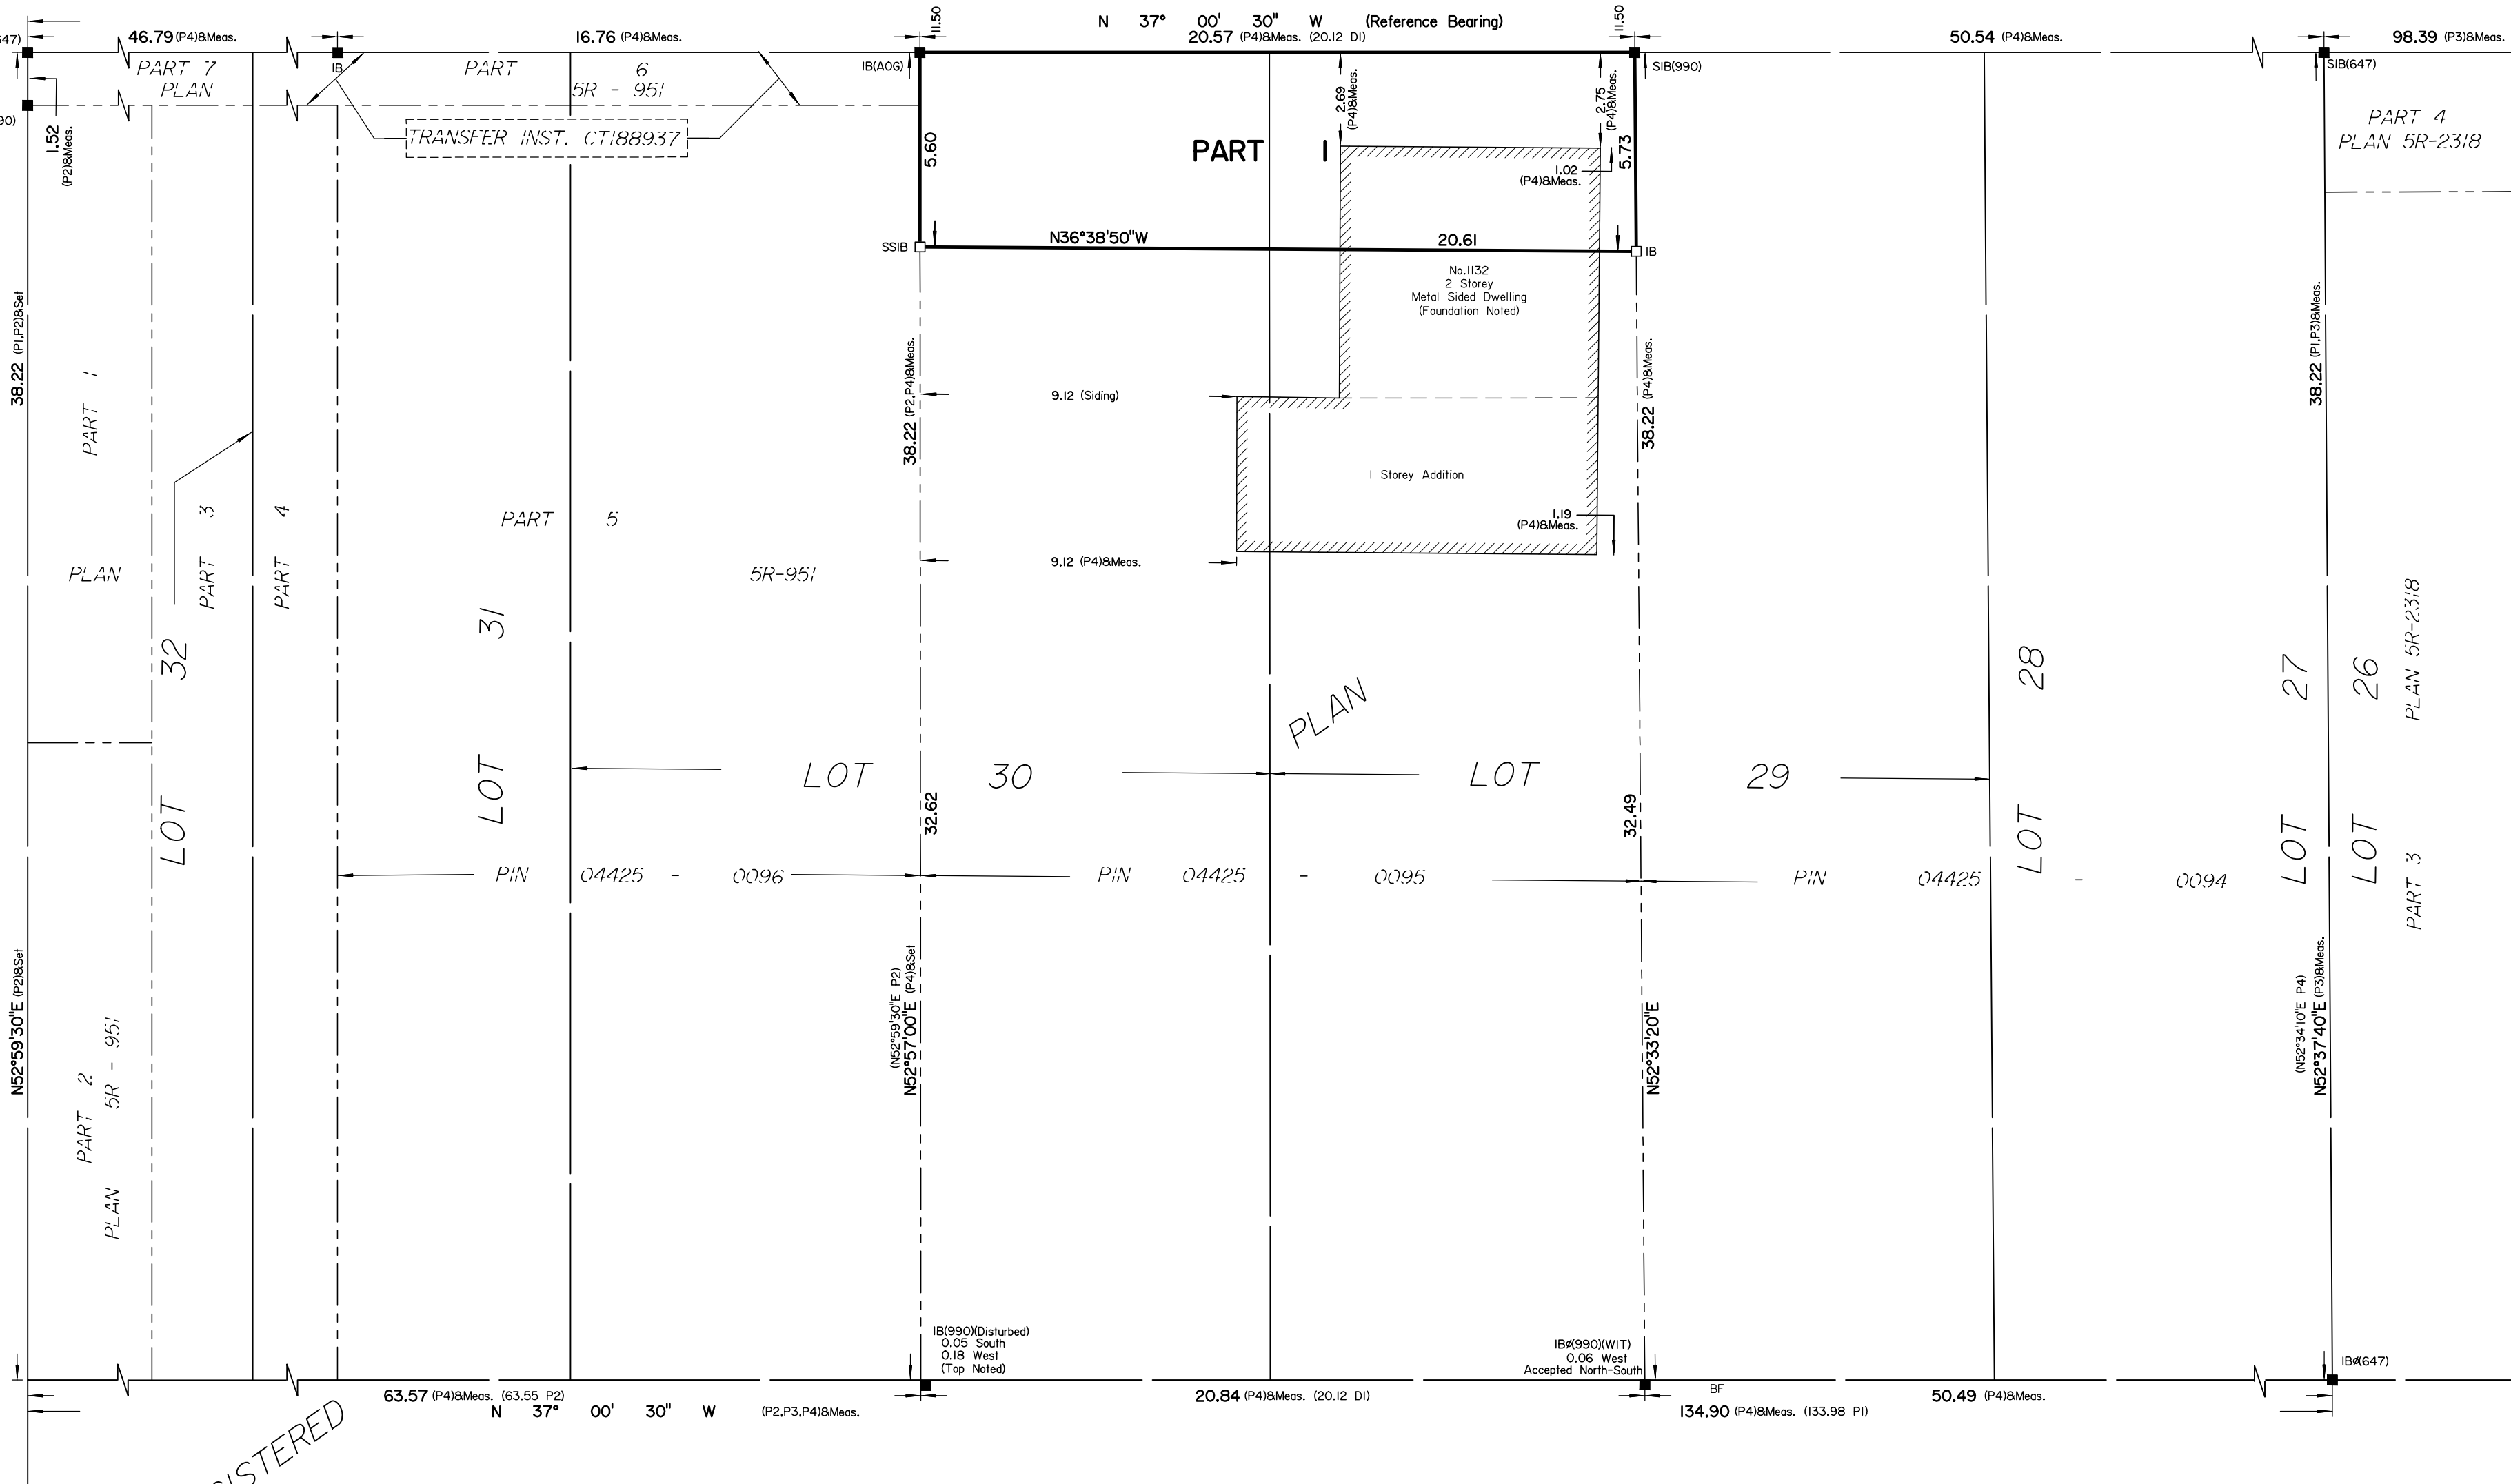 11.50
N 37° 00' 30" W (Reference Bearing)
11.50
46.79 (P4)&Meas.
16.76 (P4)&Meas.
20.57 (P4)&Meas. (20.12 D1)
50.54 (P4)&Meas.
98.39 (P3)&Meas.
47)
PART 7
PLAN
IB
PART 6
5R - 951
IB(AOG)
SIB(990)
SIB(647)
90)
1.52
(P2)&Meas.
TRANSFER INST. CT188937
5.60
PART 1
2.69
(P4)&Meas.
2.75
(P4)&Meas.
5.73
1.02
(P4)&Meas.
PART 4
PLAN 5R-2318
SSIB
N36°38'50"W
20.61
IB
No.1132
2 Storey
Metal Sided Dwelling
(Foundation Noted)
38.22 (P1,P2)&Set
38.22 (P2,P4)&Meas.
38.22 (P4)&Meas.
38.22 (P1,P3)&Meas.
9.12 (Siding)
1 Storey Addition
1.19
(P4)&Meas.
9.12 (P4)&Meas.
PART 1
PLAN
PART 3
PART 4
PART 5
5R-951
LOT 32
LOT 31
PLAN
LOT 30
LOT 29
LOT 28
LOT 27
LOT 26
PLAN 5R-2318
PART 3
32.62
32.49
PIN 04425 - 0096
PIN 04425 - 0095
PIN 04425 - 0094
N52°59'30"E (P2)&Set
(N52°59'30"E P2)
N52°57'00"E (P4)&Set
N52°33'20"E
(N52°34'10"E P4)
N52°37'40"E (P3)&Meas.
PART 2
PLAN 5R - 951
IB(990)(Disturbed)
0.05 South
0.18 West
(Top Noted)
IBØ(990)(WIT)
0.06 West
Accepted North-South
IBØ(647)
BF
63.57 (P4)&Meas. (63.55 P2)
20.84 (P4)&Meas. (20.12 D1)
50.49 (P4)&Meas.
N 37° 00' 30" W (P2,P3,P4)&Meas.
134.90 (P4)&Meas. (133.98 P1)
ISTERED